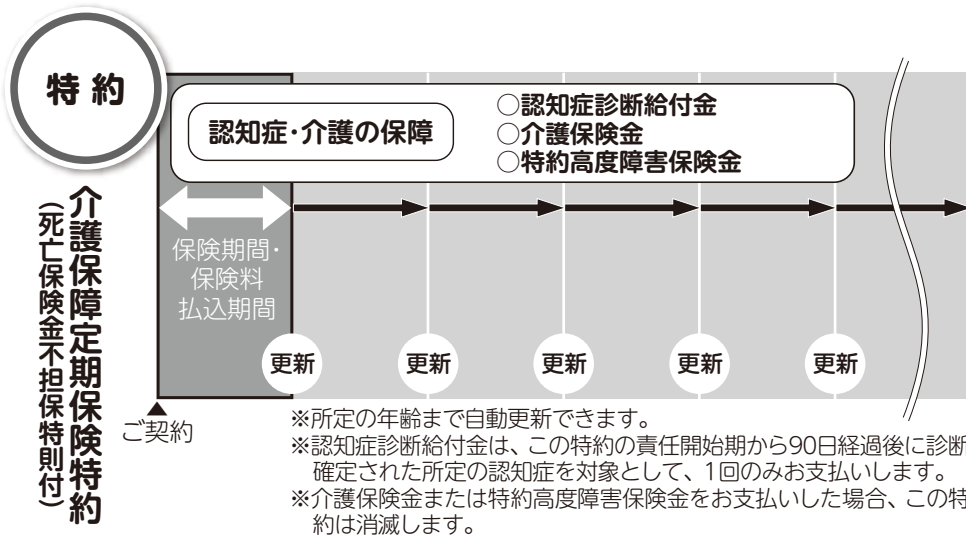 特約
介護保障定期保険特約
（死亡保険金不担保特則付）
認知症・介護の保障
○認知症診断給付金
○介護保険金
○特約高度障害保険金
保険期間・
保険料
払込期間
更新
更新
更新
更新
更新
ご契約
※所定の年齢まで自動更新できます。
※認知症診断給付金は、この特約の責任開始期から90日経過後に診断
確定された所定の認知症を対象として、1回のみお支払いします。
※介護保険金または特約高度障害保険金をお支払いした場合、この特
約は消滅します。